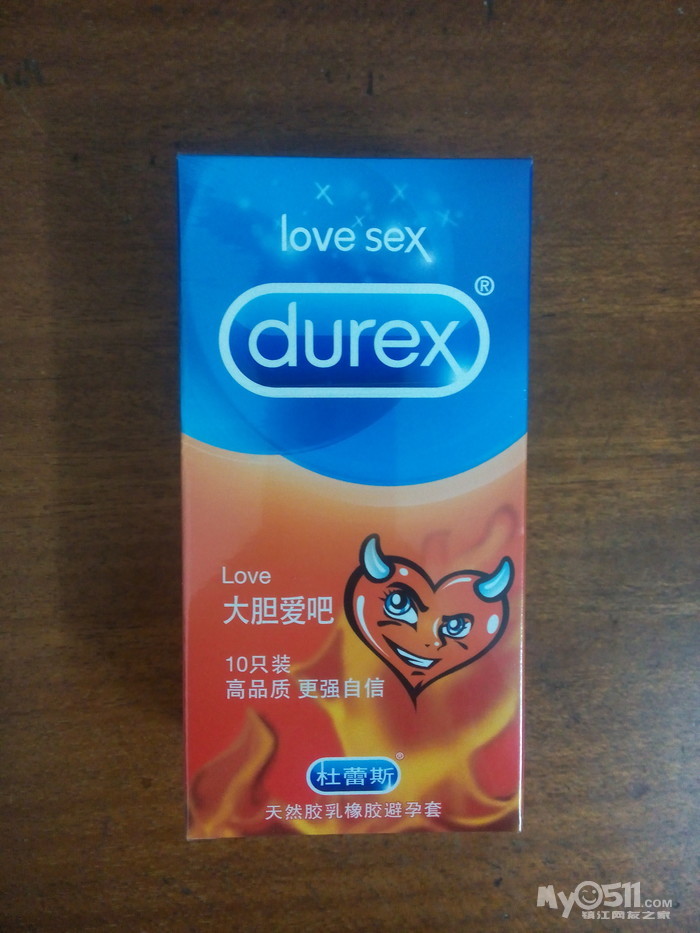 love sex
durex®
Love
大胆爱吧
10只装
高品质 更强自信
杜蕾斯®
天然胶乳橡胶避孕套
My0511.com
镇江网友之家